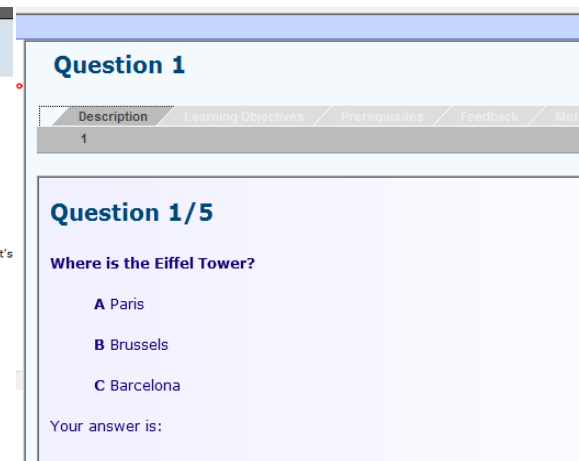 Question 1
Description Learning Objectives Prerequisites Feedback Met
1
Question 1/5
t's
Where is the Eiffel Tower?
A Paris
B Brussels
C Barcelona
Your answer is: